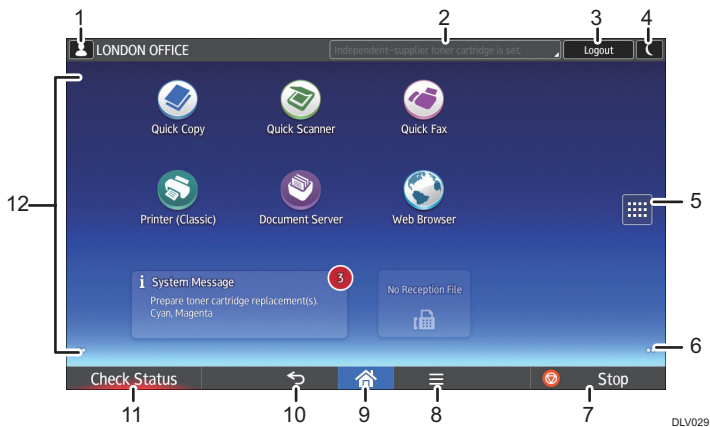 1
2
3
4
LONDON OFFICE
Independent-supplier toner cartridge is set.
Logout
Quick Copy
Quick Scanner
Quick Fax
12
5
Printer (Classic)
Document Server
Web Browser
i System Message
3
Prepare toner cartridge replacement(s).
Cyan, Magenta
No Reception File
6
Check Status
Stop
11
10
9
8
7
DLV029